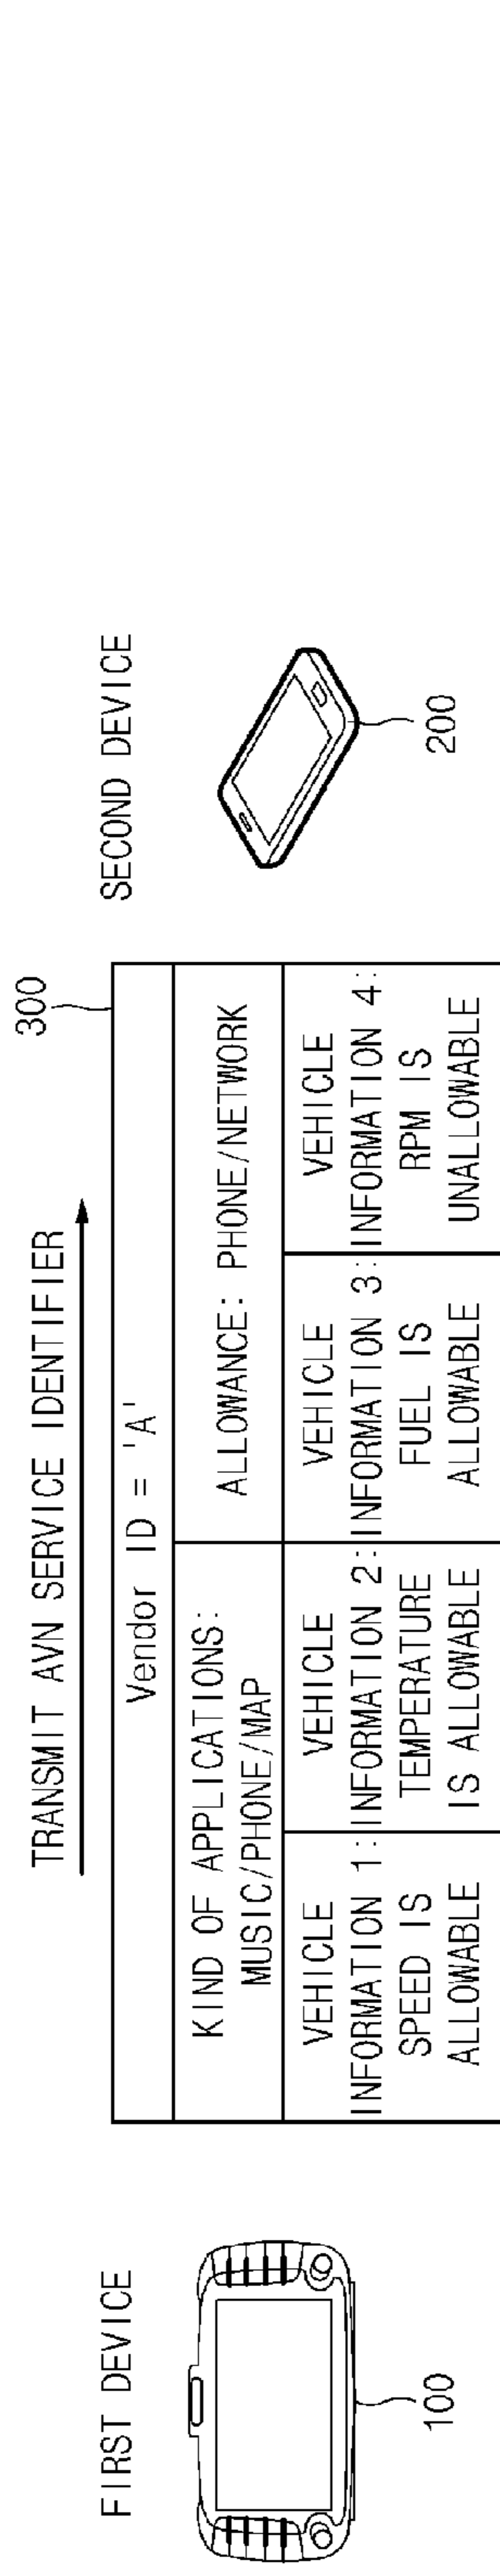 TRANSMIT AVN SERVICE IDENTIFIER
300
FIRST DEVICE
100
Vendor ID = 'A'
KIND OF APPLICATIONS:
MUSIC/PHONE/MAP
ALLOWANCE: PHONE/NETWORK
VEHICLE
INFORMATION 1:
SPEED IS
ALLOWABLE
VEHICLE
INFORMATION 2:
TEMPERATURE
IS ALLOWABLE
VEHICLE
INFORMATION 3:
FUEL IS
ALLOWABLE
VEHICLE
INFORMATION 4:
RPM IS
UNALLOWABLE
SECOND DEVICE
200